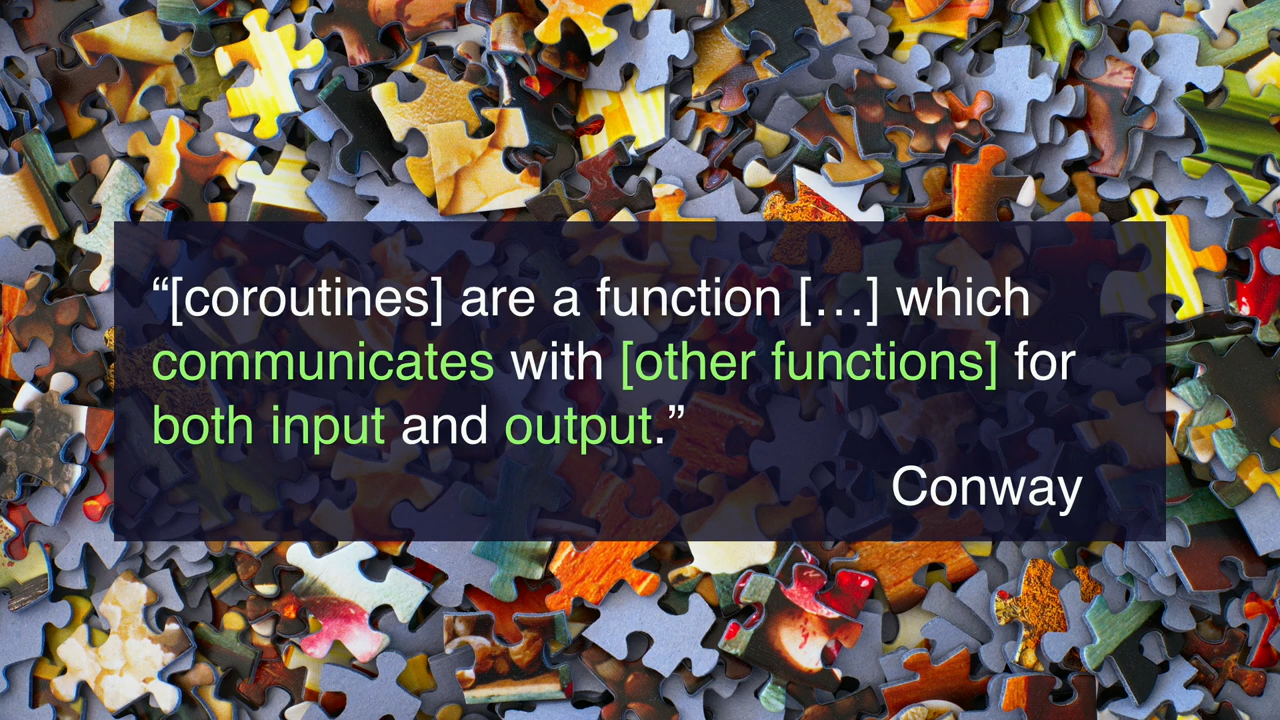 “[coroutines] are a function […] which
communicates with [other functions] for
both input and output.”
Conway